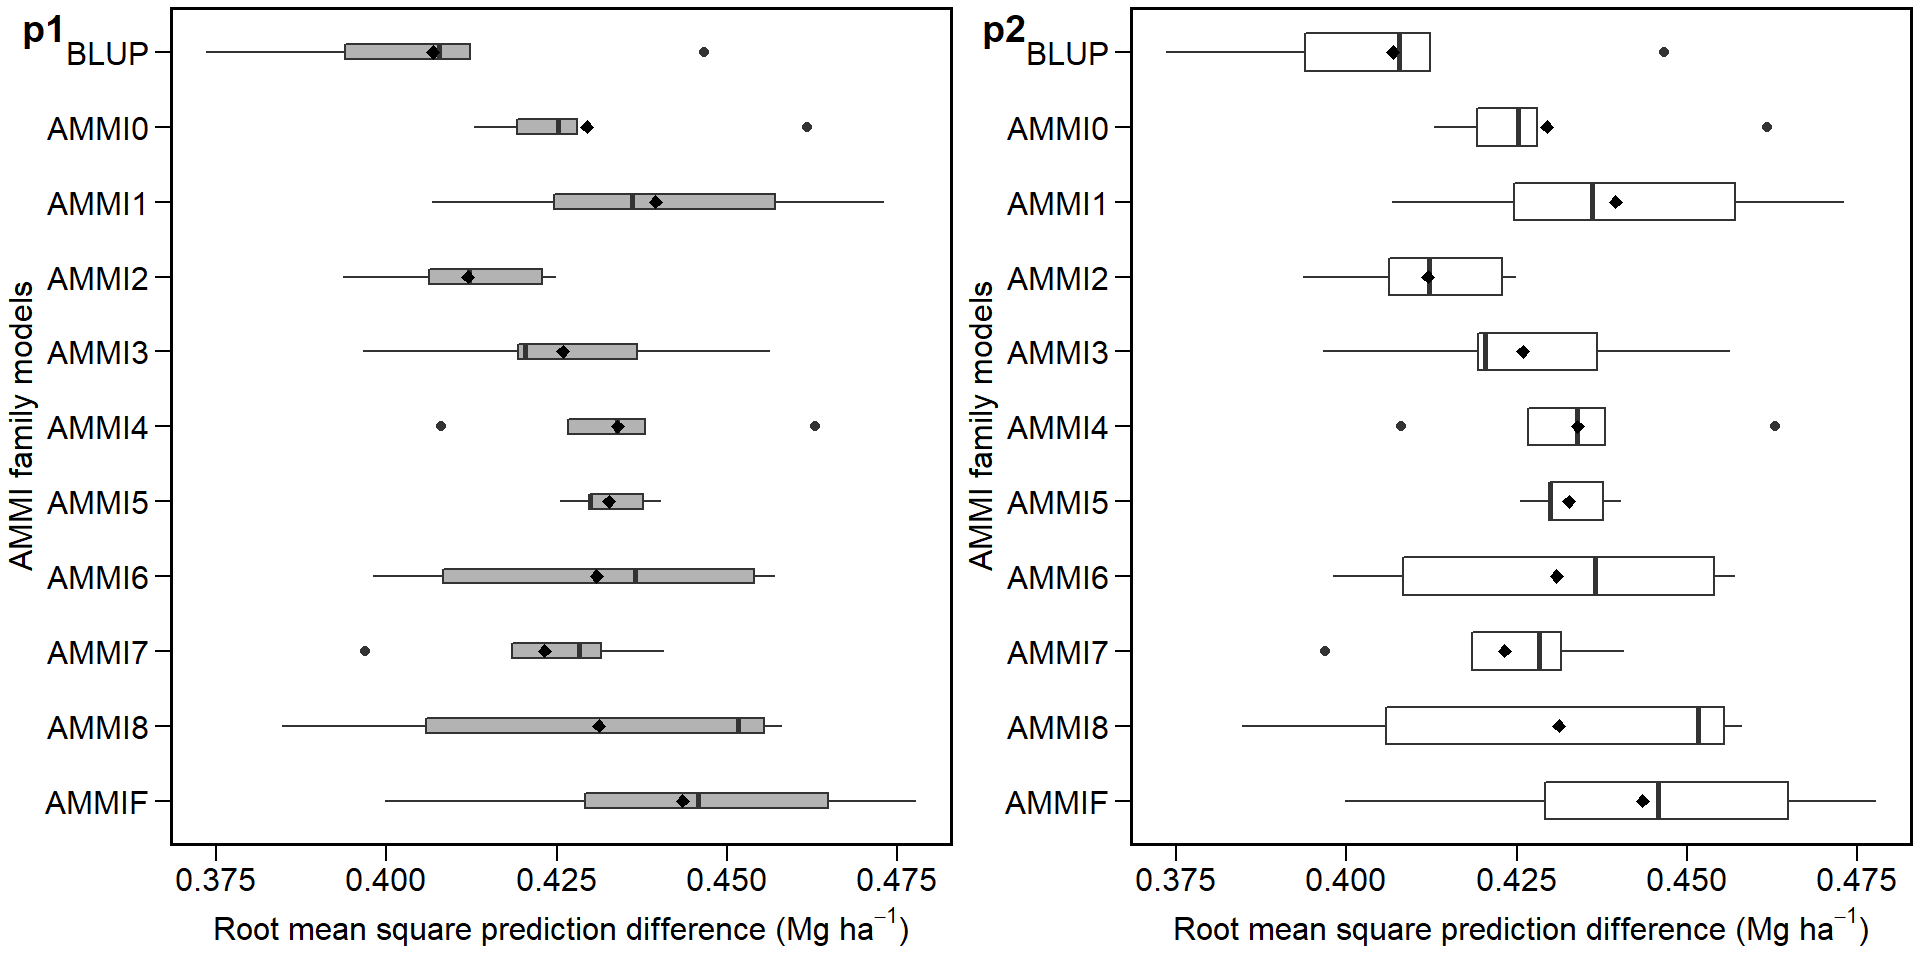 p1
BLUP
AMMI0
AMMI1
AMMI2
AMMI3
AMMI4
AMMI5
AMMI6
AMMI7
AMMI8
AMMIF
AMMI family models
0.375 0.400 0.425 0.450 0.475
Root mean square prediction difference (Mg ha⁻¹)
p2
BLUP
AMMI0
AMMI1
AMMI2
AMMI3
AMMI4
AMMI5
AMMI6
AMMI7
AMMI8
AMMIF
AMMI family models
0.375 0.400 0.425 0.450 0.475
Root mean square prediction difference (Mg ha⁻¹)